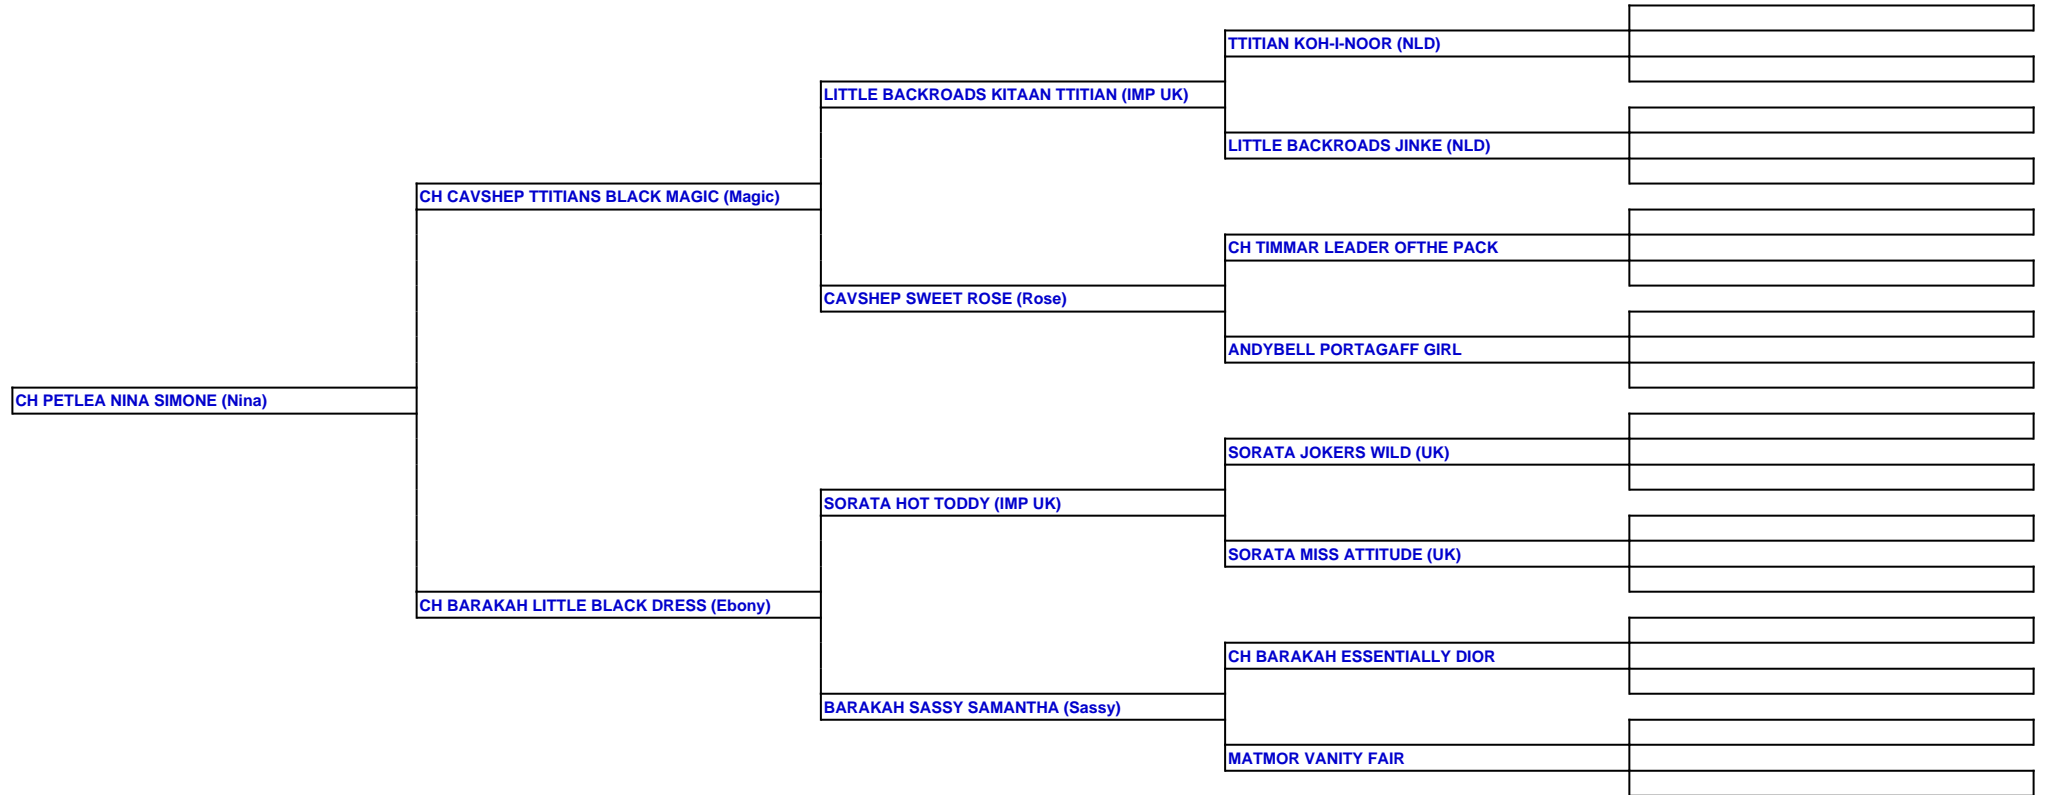 TTITIAN KOH-I-NOOR (NLD)
LITTLE BACKROADS KITAAN TTITIAN (IMP UK)
LITTLE BACKROADS JINKE (NLD)
CH CAVSHEP TTITIANS BLACK MAGIC (Magic)
CH TIMMAR LEADER OFTHE PACK
CAVSHEP SWEET ROSE (Rose)
ANDYBELL PORTAGAFF GIRL
CH PETLEA NINA SIMONE (Nina)
SORATA JOKERS WILD (UK)
SORATA HOT TODDY (IMP UK)
SORATA MISS ATTITUDE (UK)
CH BARAKAH LITTLE BLACK DRESS (Ebony)
CH BARAKAH ESSENTIALLY DIOR
BARAKAH SASSY SAMANTHA (Sassy)
MATMOR VANITY FAIR